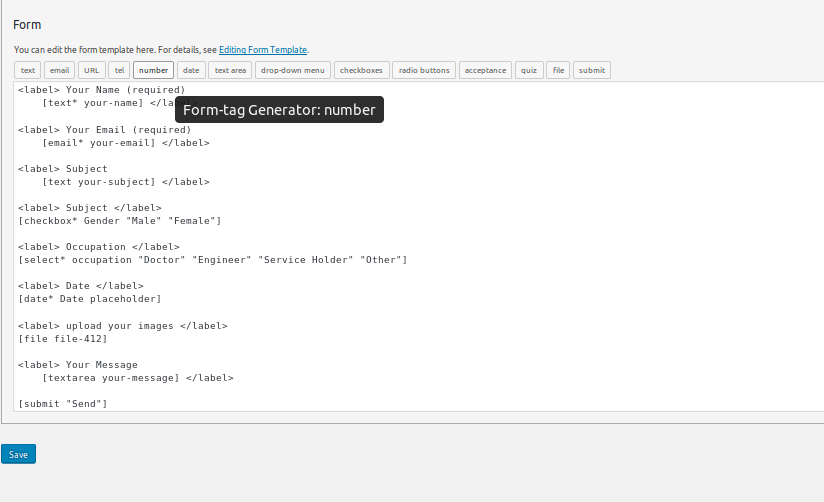 Form
You can edit the form template here. For details, see Editing Form Template.
text email URL tel number date text area drop-down menu checkboxes radio buttons acceptance quiz file submit
<label> Your Name (required)
[text* your-name] </la
Form-tag Generator: number
<label> Your Email (required)
[email* your-email] </label>
<label> Subject
[text your-subject] </label>
<label> Subject </label>
[checkbox* Gender "Male" "Female"]
<label> Occupation </label>
[select* occupation "Doctor" "Engineer" "Service Holder" "Other"]
<label> Date </label>
[date* Date placeholder]
<label> upload your images </label>
[file file-412]
<label> Your Message
[textarea your-message] </label>
[submit "Send"]
Save